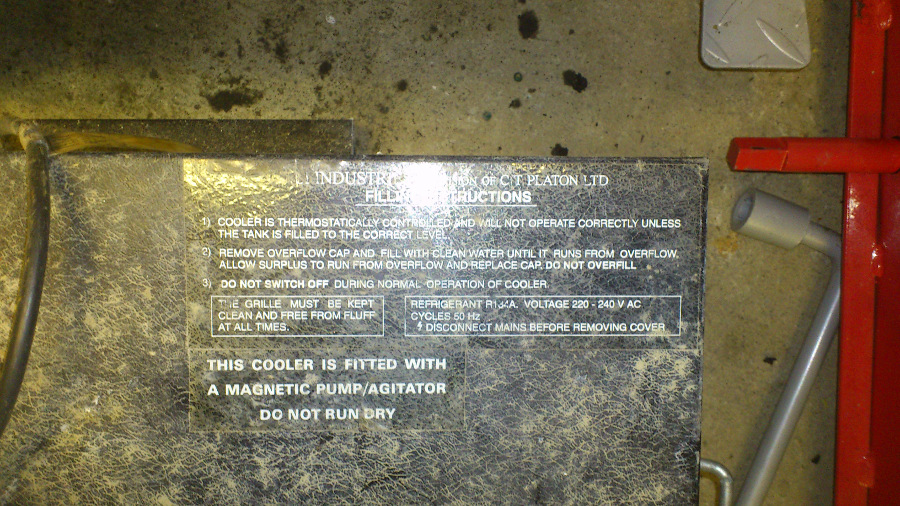 INDUSTRI OF C/T PLATON LTD
FILLI STRUCTIONS
1) COOLER IS THERMOSTATICALLY CONTROLLED AND WILL NOT OPERATE CORRECTLY UNLESS
THE TANK IS FILLED TO THE CORRECT LEVEL
2) REMOVE OVERFLOW CAP AND FILL WITH CLEAN WATER UNTIL IT RUNS FROM OVERFLOW.
ALLOW SURPLUS TO RUN FROM OVERFLOW AND REPLACE CAP. DO NOT OVERFILL
3) DO NOT SWITCH OFF DURING NORMAL OPERATION OF COOLER.
THE GRILLE MUST BE KEPT
CLEAN AND FREE FROM FLUFF
AT ALL TIMES.
REFRIGERANT R134A. VOLTAGE 220 - 240 V AC
CYCLES 50 Hz
DISCONNECT MAINS BEFORE REMOVING COVER
THIS COOLER IS FITTED WITH
A MAGNETIC PUMP/AGITATOR
DO NOT RUN DRY